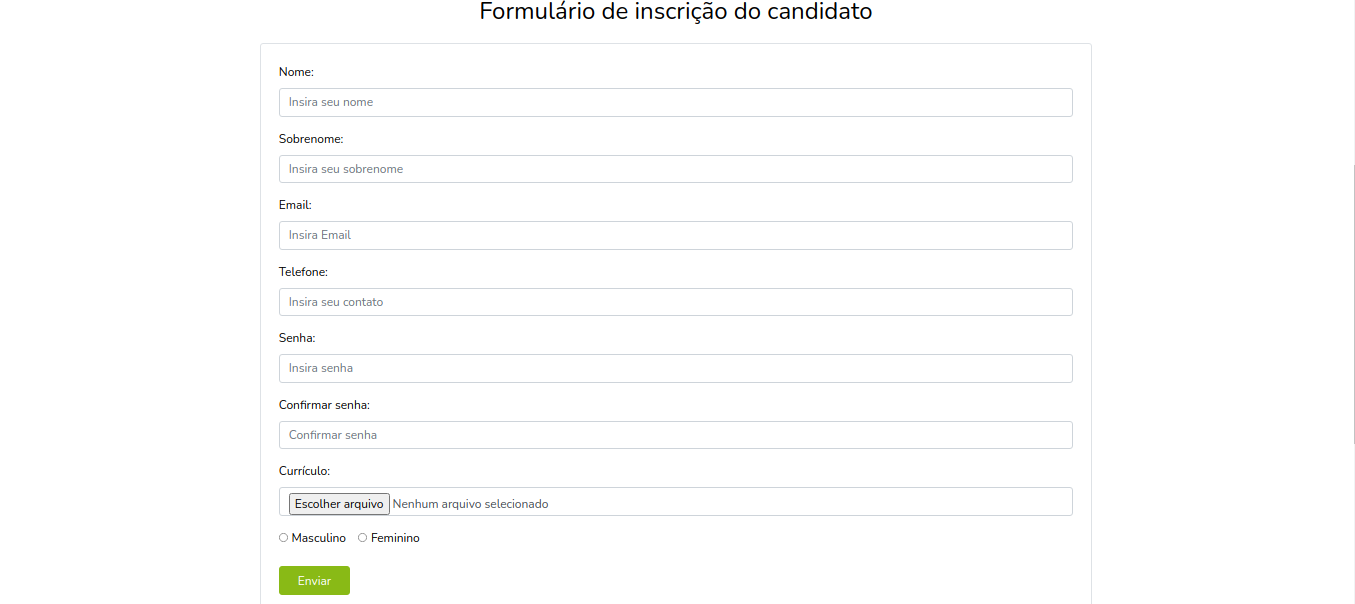 Formulário de inscrição do candidato
Nome:
Insira seu nome
Sobrenome:
Insira seu sobrenome
Email:
Insira Email
Telefone:
Insira seu contato
Senha:
Insira senha
Confirmar senha:
Confirmar senha
Currículo:
Escolher arquivo Nenhum arquivo selecionado
Masculino Feminino
Enviar